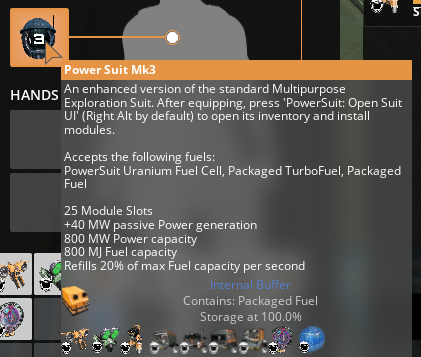 S
3
Power Suit Mk3
An enhanced version of the standard Multipurpose
Exploration Suit. After equipping, press 'PowerSuit: Open Suit
UI' (Right Alt by default) to open its inventory and install
modules.
HANDS
Accepts the following fuels:
PowerSuit Uranium Fuel Cell, Packaged TurboFuel, Packaged
Fuel
25 Module Slots
+40 MW passive Power generation
800 MW Power capacity
800 MJ Fuel capacity
Refills 20% of max Fuel capacity per second
Internal Buffer
Contains: Packaged Fuel
Storage at 100.0%